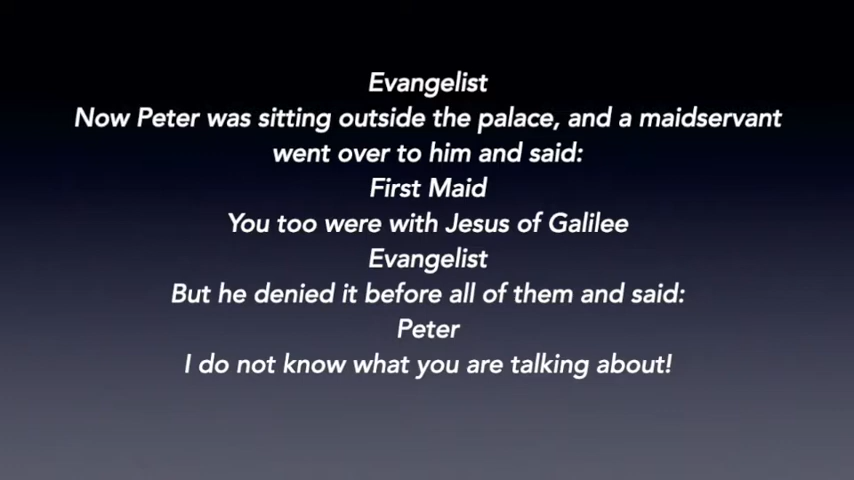 Evangelist
Now Peter was sitting outside the palace, and a maidservant
went over to him and said:
First Maid
You too were with Jesus of Galilee
Evangelist
But he denied it before all of them and said:
Peter
I do not know what you are talking about!